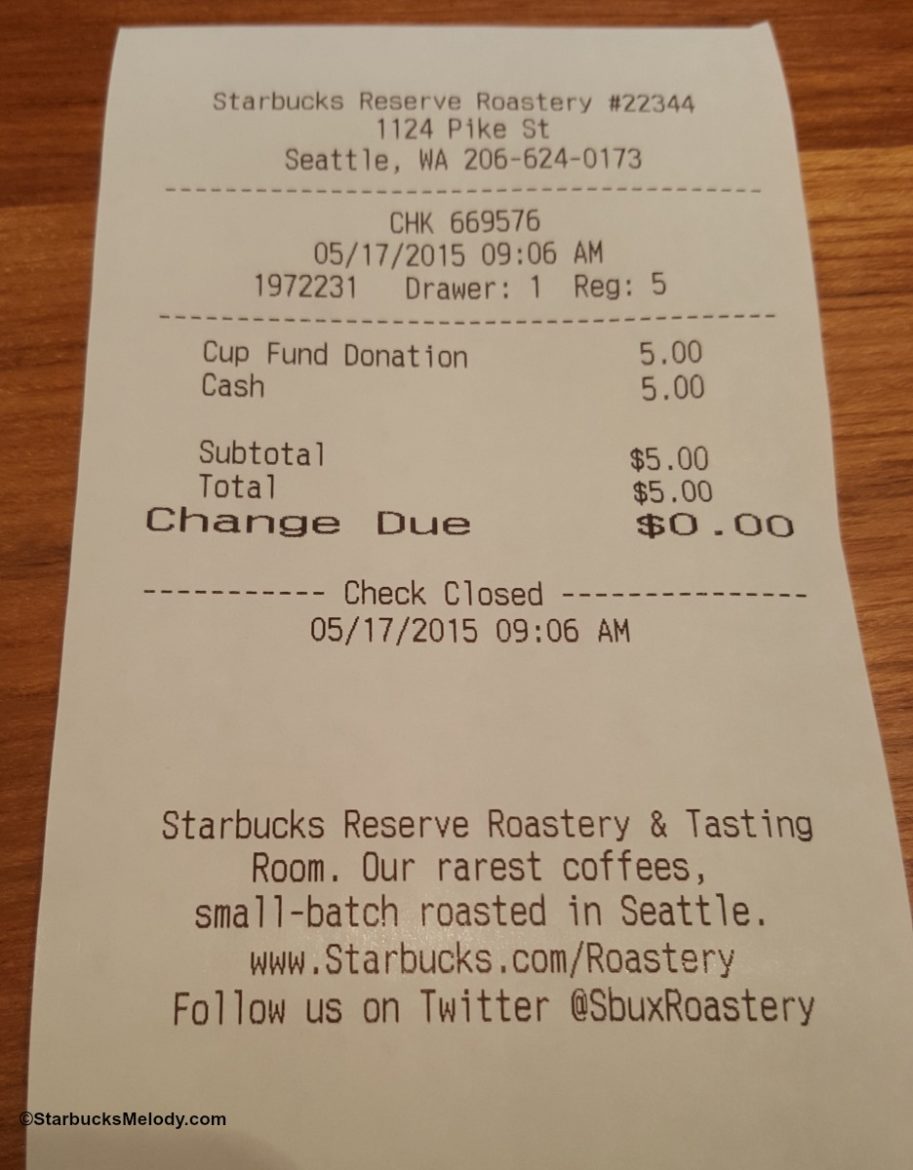 Starbucks Reserve Roastery #22344
1124 Pike St
Seattle, WA 206-624-0173
----------------------------------------
CHK 669576
05/17/2015 09:06 AM
1972231 Drawer: 1 Reg: 5
----------------------------------------
Cup Fund Donation 5.00
Cash 5.00
Subtotal $5.00
Total $5.00
Change Due $0.00
----------- Check Closed ---------------
05/17/2015 09:06 AM
Starbucks Reserve Roastery & Tasting
Room. Our rarest coffees,
small-batch roasted in Seattle.
www.Starbucks.com/Roastery
Follow us on Twitter @SbuxRoastery
©StarbucksMelody.com